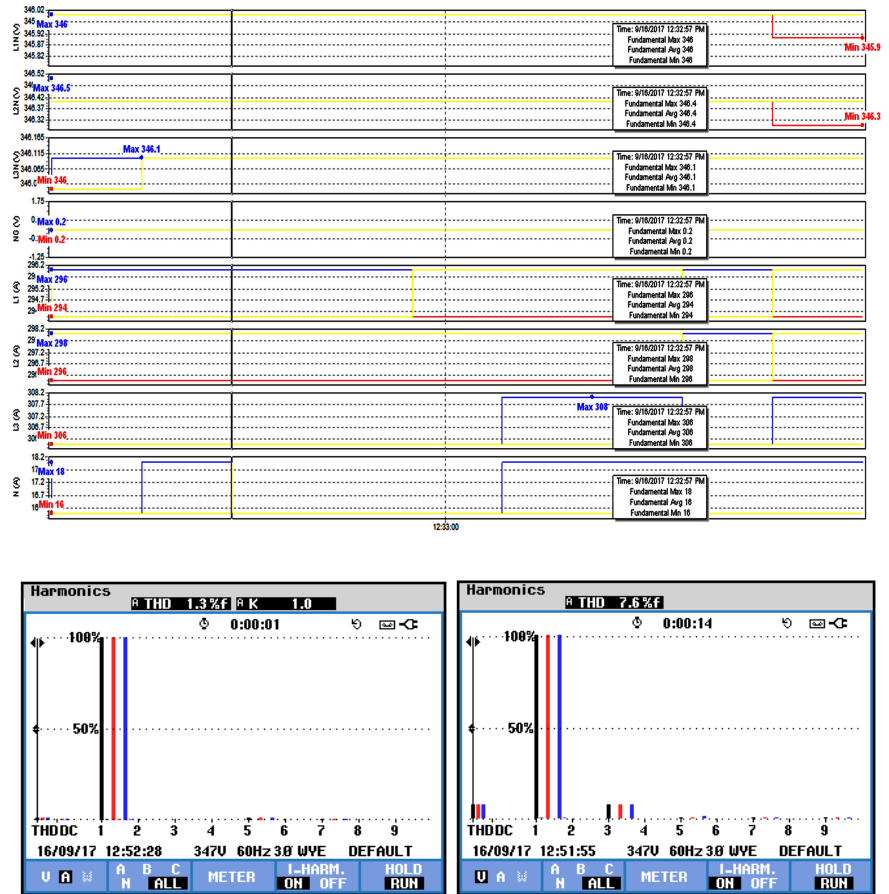 346.02
Max 346
345
345.92
345.87
345.82
L1N (V)
Time: 9/16/2017 12:32:57 PM
Fundamental Max 346
Fundamental Avg 346
Fundamental Min 346
Min 345.9
346.52
Max 346.5
346.42
346.37
346.32
L2N (V)
Time: 9/16/2017 12:32:57 PM
Fundamental Max 346.4
Fundamental Avg 346.4
Fundamental Min 346.4
Min 346.3
346.165
346.115
346.065
346.0
L3N (V)
Max 346.1
Min 346
Time: 9/16/2017 12:32:57 PM
Fundamental Max 346.1
Fundamental Avg 346.1
Fundamental Min 346.1
1.75
Max 0.2
Min 0.2
-1.25
NG (V)
Time: 9/16/2017 12:32:57 PM
Fundamental Max 0.2
Fundamental Avg 0.2
Fundamental Min 0.2
296.2
Max 296
295.2
294.7
Min 294
L1 (A)
Time: 9/16/2017 12:32:57 PM
Fundamental Max 296
Fundamental Avg 294
Fundamental Min 294
298.2
Max 298
297.2
296.7
Min 296
L2 (A)
Time: 9/16/2017 12:32:57 PM
Fundamental Max 298
Fundamental Avg 298
Fundamental Min 296
308.2
307.7
307.2
306.7
Min 306
L3 (A)
Max 308
Time: 9/16/2017 12:32:57 PM
Fundamental Max 306
Fundamental Avg 306
Fundamental Min 306
18.2
Max 18
17.2
16.7
Min 16
N (A)
Time: 9/16/2017 12:32:57 PM
Fundamental Max 18
Fundamental Avg 16
Fundamental Min 16
12:33:00
Harmonics
A THD 1.3%f A K 1.0
0:00:01
100%
50%
THDDC 1 2 3 4 5 6 7 8 9
16/09/17 12:52:28 347V 60Hz 3Ø WYE DEFAULT
V A W A B C N ALL METER I-HARM. ON OFF HOLD RUN
Harmonics
A THD 7.6%f
0:00:14
100%
50%
THDDC 1 2 3 4 5 6 7 8 9
16/09/17 12:51:55 347V 60Hz 3Ø WYE DEFAULT
V A W A B C N ALL METER I-HARM. ON OFF HOLD RUN